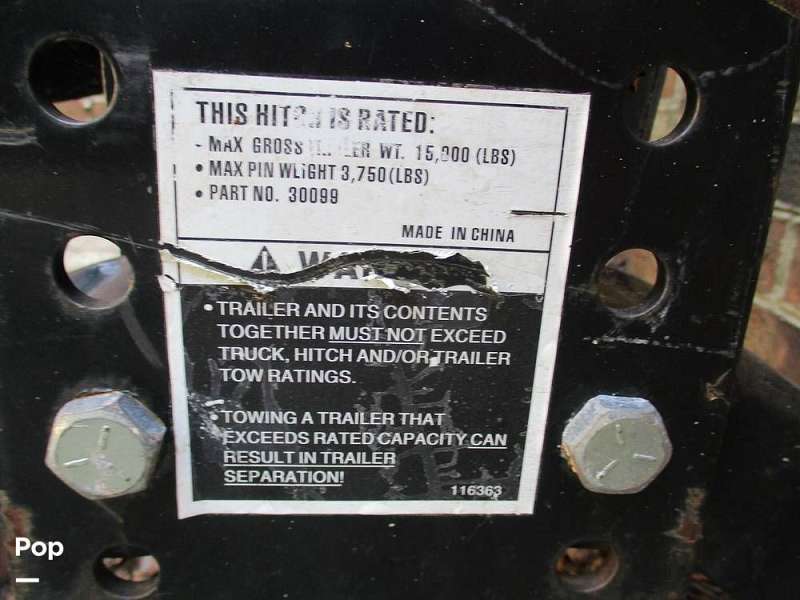 THIS HITCH IS RATED:
- MAX GROSS TRAILER WT. 15,000 (LBS)
• MAX PIN WEIGHT 3,750(LBS)
• PART NO. 30099
MADE IN CHINA
• TRAILER AND ITS CONTENTS
TOGETHER MUST NOT EXCEED
TRUCK, HITCH AND/OR TRAILER
TOW RATINGS.
• TOWING A TRAILER THAT
EXCEEDS RATED CAPACITY CAN
RESULT IN TRAILER
SEPARATION!
116363
Pop